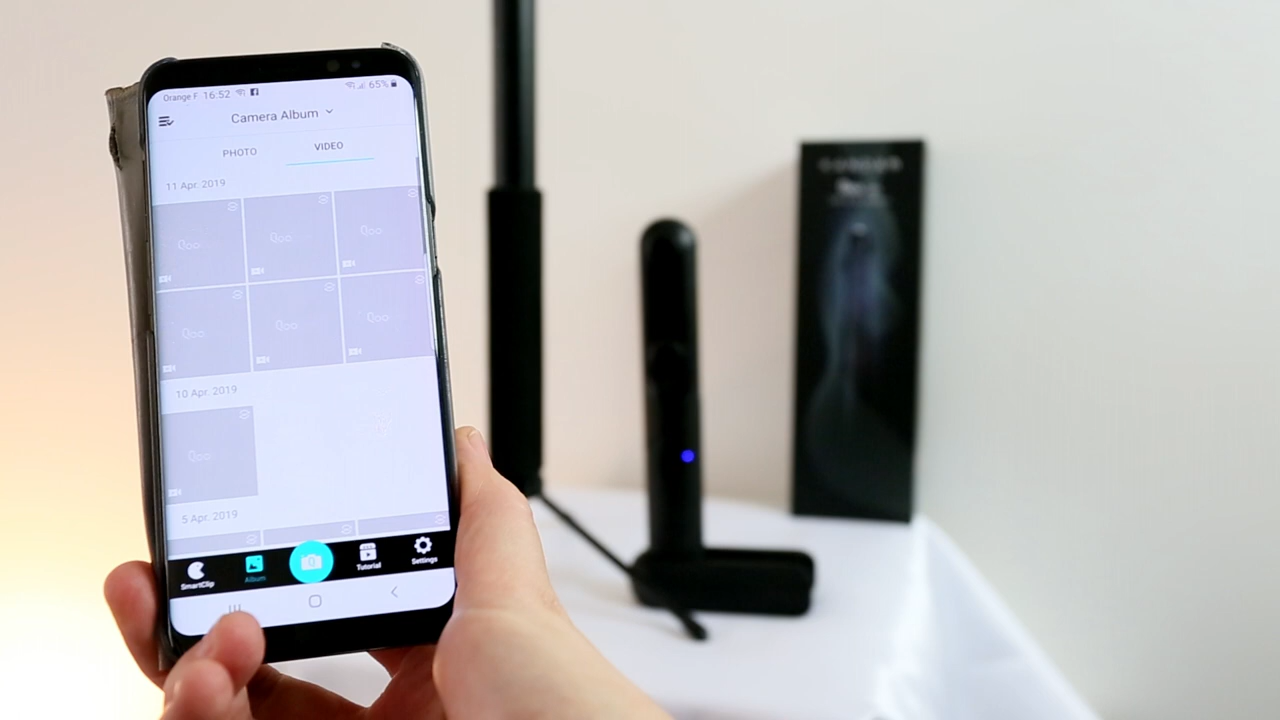 Orange F 16:52 65%
Camera Album
PHOTO VIDEO
11 Apr. 2019
10 Apr. 2019
5 Apr. 2019
SmartClip Album Tutorial Settings